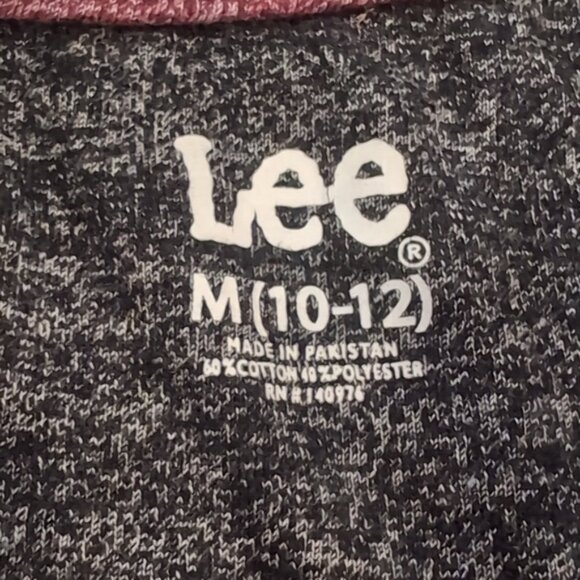 Lee®
M (10-12)
MADE IN PAKISTAN
60%COTTON 40%POLYESTER
RN # 140976